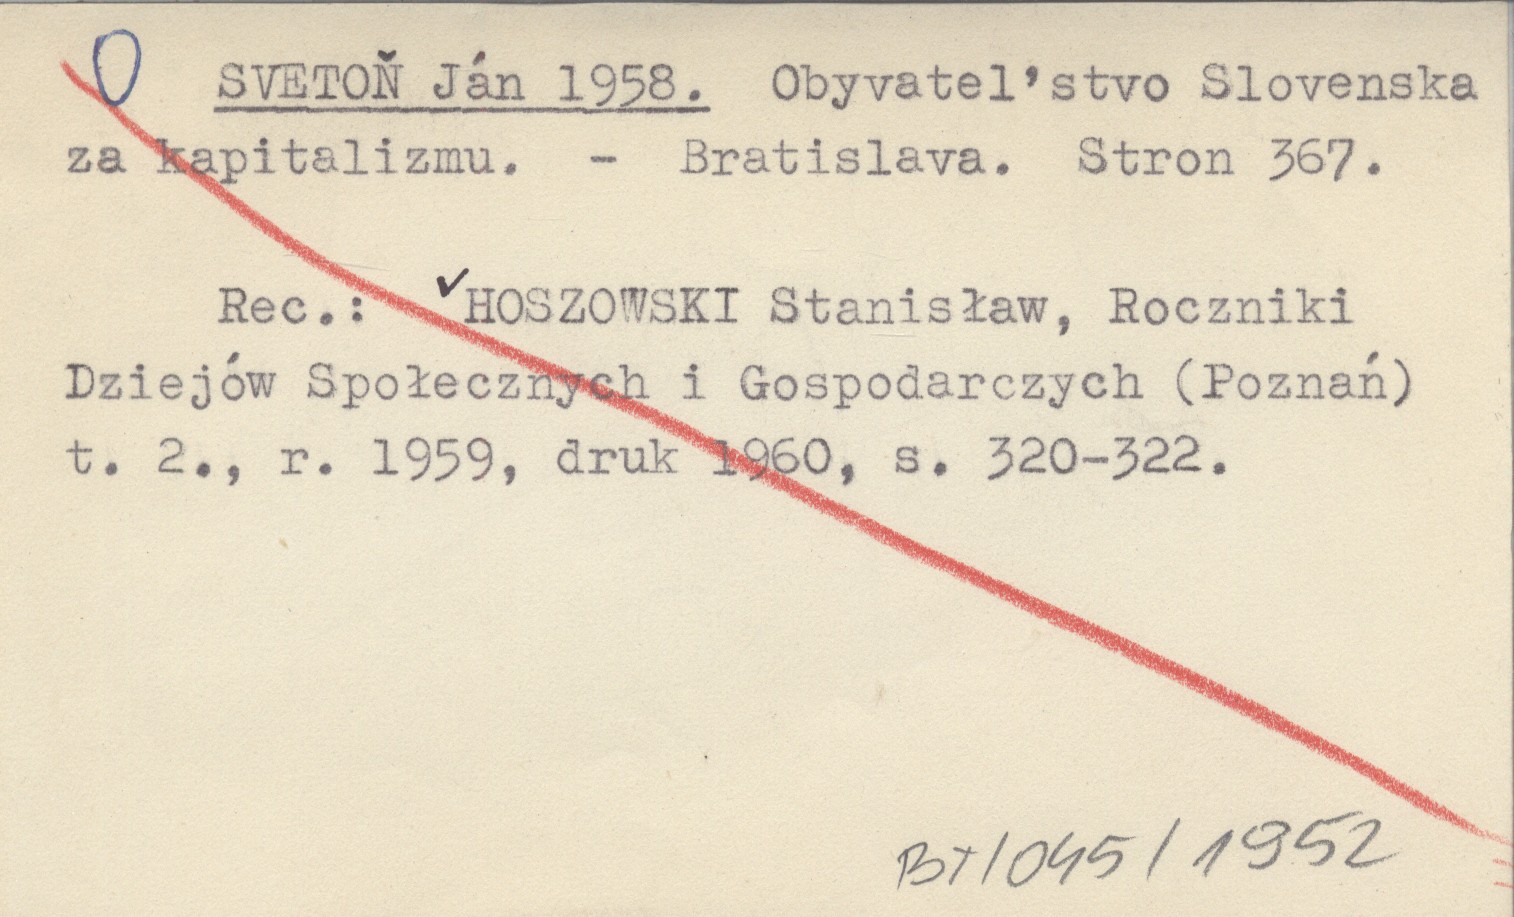 SVETOŇ Ján 1958. Obyvatel'stvo Slovenska
za kapitalizmu. - Bratislava. Stron 367.
Rec.: HOSZOWSKI Stanisław, Roczniki
Dziejów Społecznych i Gospodarczych (Poznań)
t. 2., r. 1959, druk 1960, s. 320-322.
BT/045/1952